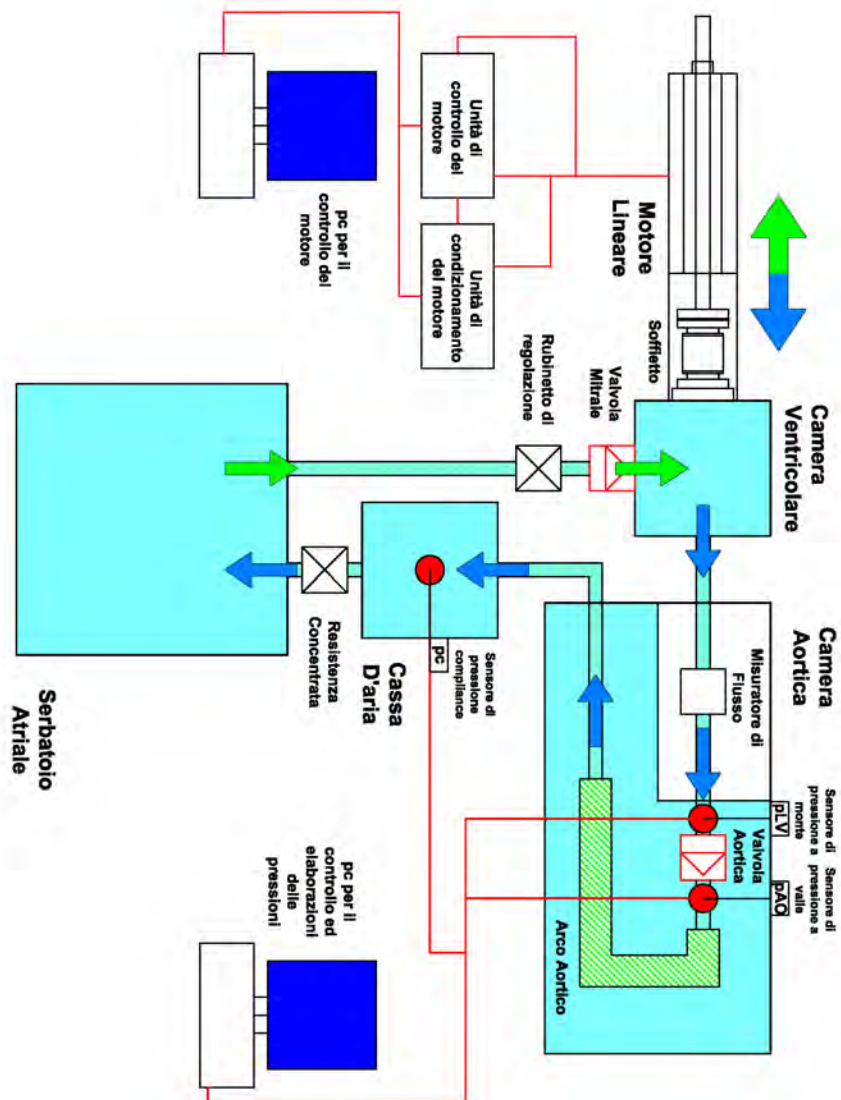 Camera
Ventricolare
Camera
Aortica
Sensore di
pressione a
monte
pLV
Sensore di
pressione a
valle
pAO
Valvola
Aortica
Misuratore di
Flusso
Motore
Lineare
Soffietto
Valvola
Mitrale
Arco Aortico
Rubinetto di
regolazione
Unità di
controllo del
motore
Unità di
condizionamento
del motore
pc
Sensore di
pressione
compliance
Cassa
D'aria
pc per il
controllo del
motore
Resistenza
Concentrata
pc per il
controllo ed
elaborazioni
delle
pressioni
Serbatoio
Atriale